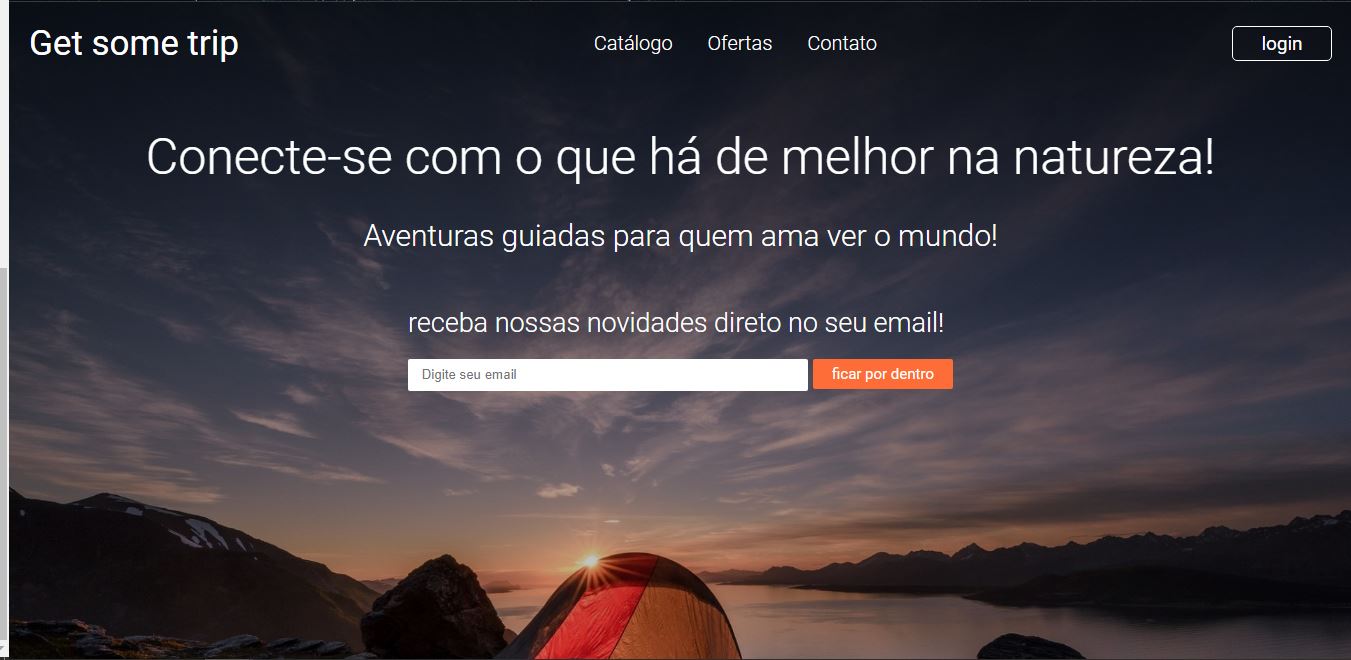 Get some trip
Catálogo Ofertas Contato
login
Conecte-se com o que há de melhor na natureza!
Aventuras guiadas para quem ama ver o mundo!
receba nossas novidades direto no seu email!
Digite seu email
ficar por dentro